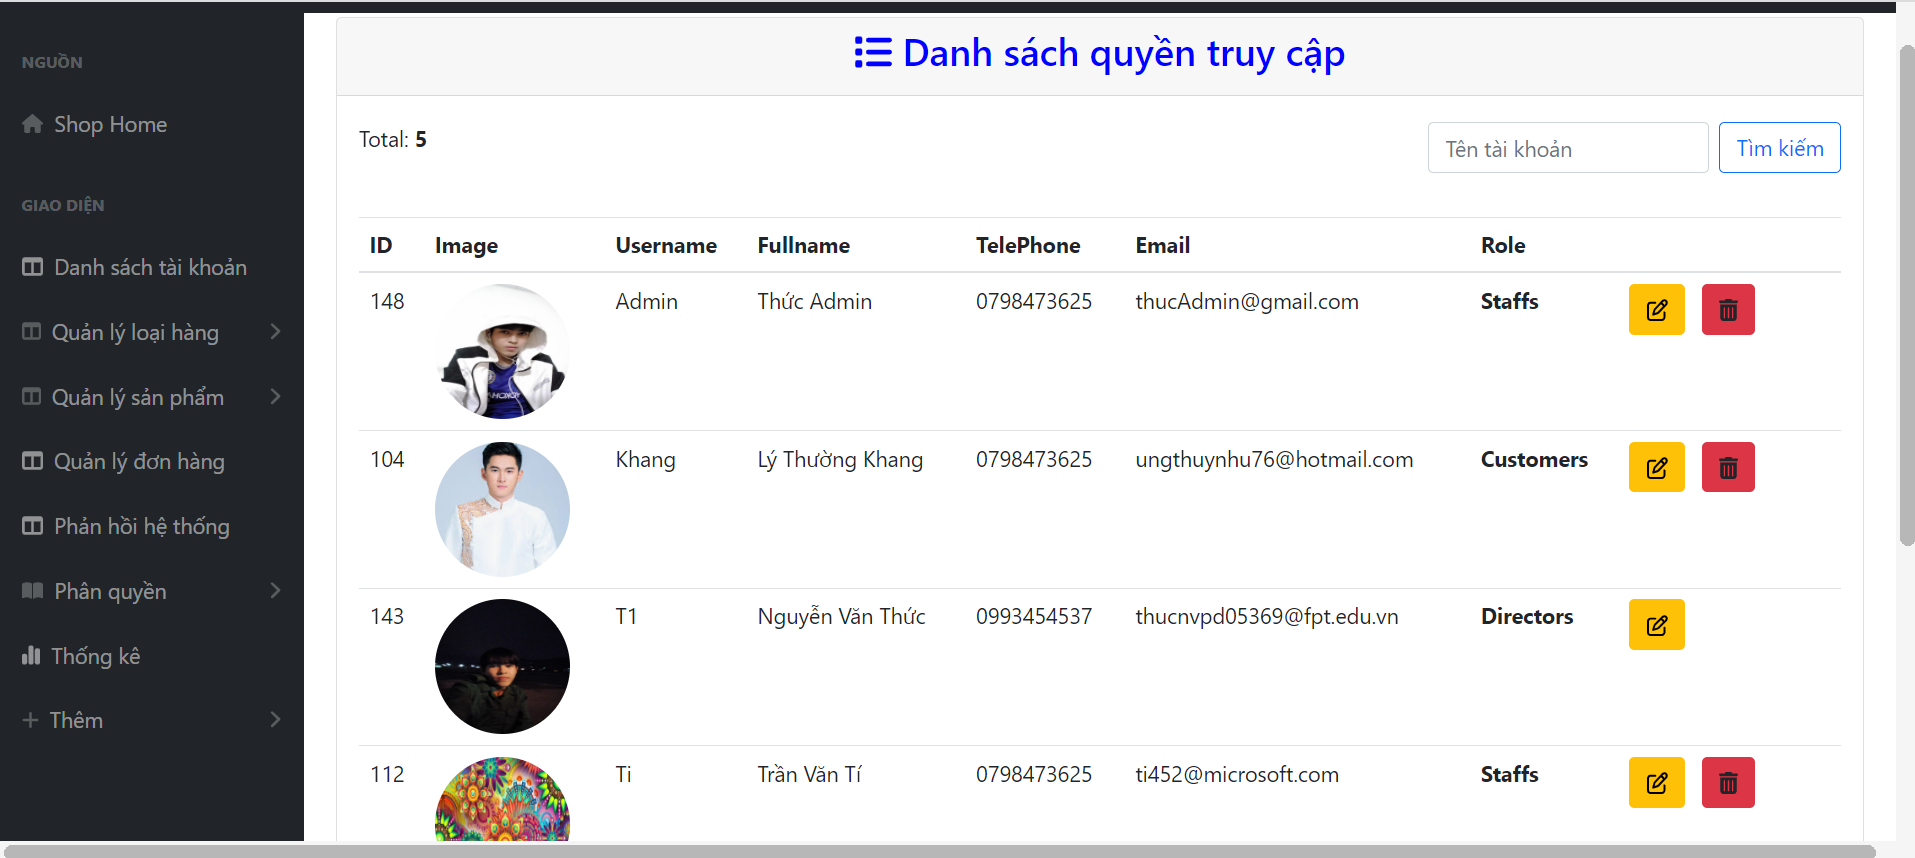 NGUỒN
Shop Home
GIAO DIỆN
Danh sách tài khoản
Quản lý loại hàng
Quản lý sản phẩm
Quản lý đơn hàng
Phản hồi hệ thống
Phân quyền
Thống kê
Thêm
Danh sách quyền truy cập
Total: 5
Tên tài khoản Tìm kiếm
ID Image Username Fullname TelePhone Email Role
148 Admin Thức Admin 0798473625 thucAdmin@gmail.com Staffs
104 Khang Lý Thường Khang 0798473625 ungthuynhu76@hotmail.com Customers
143 T1 Nguyễn Văn Thức 0993454537 thucnvpd05369@fpt.edu.vn Directors
112 Ti Trần Văn Tí 0798473625 ti452@microsoft.com Staffs